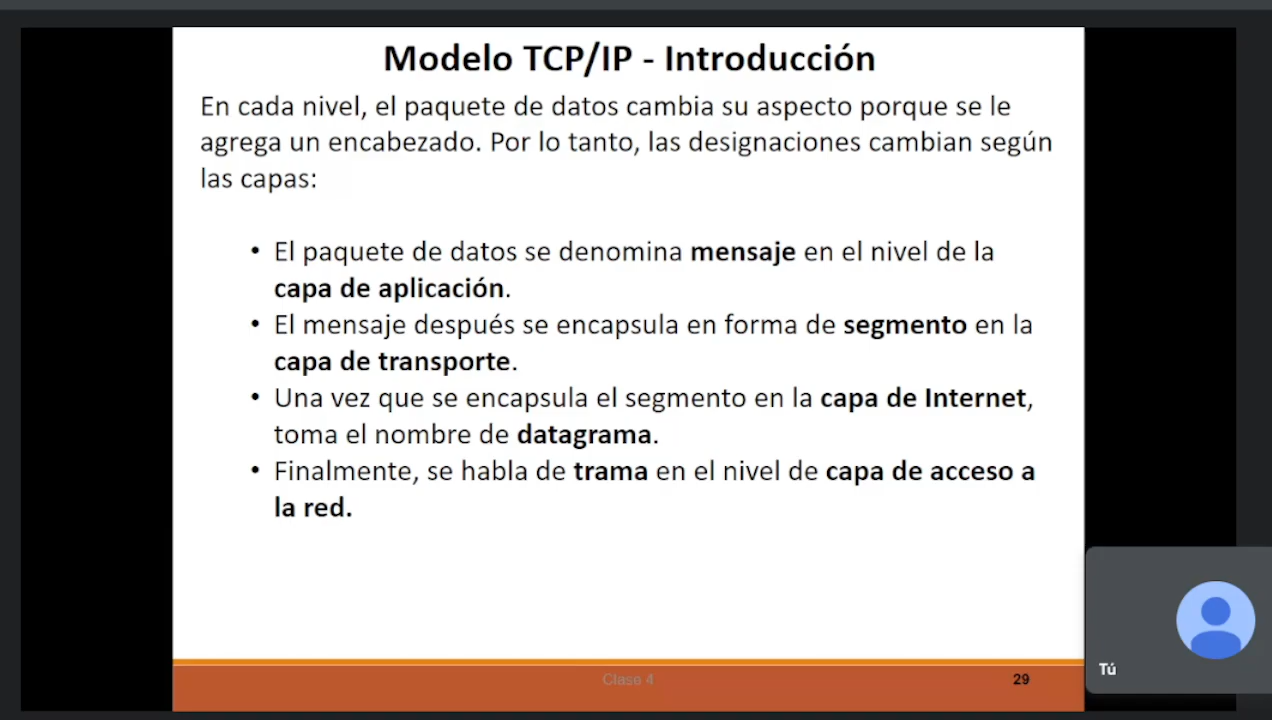 Modelo TCP/IP - Introducción
En cada nivel, el paquete de datos cambia su aspecto porque se le
agrega un encabezado. Por lo tanto, las designaciones cambian según
las capas:
• El paquete de datos se denomina mensaje en el nivel de la
capa de aplicación.
• El mensaje después se encapsula en forma de segmento en la
capa de transporte.
• Una vez que se encapsula el segmento en la capa de Internet,
toma el nombre de datagrama.
• Finalmente, se habla de trama en el nivel de capa de acceso a
la red.
Clase 4
29
Tú